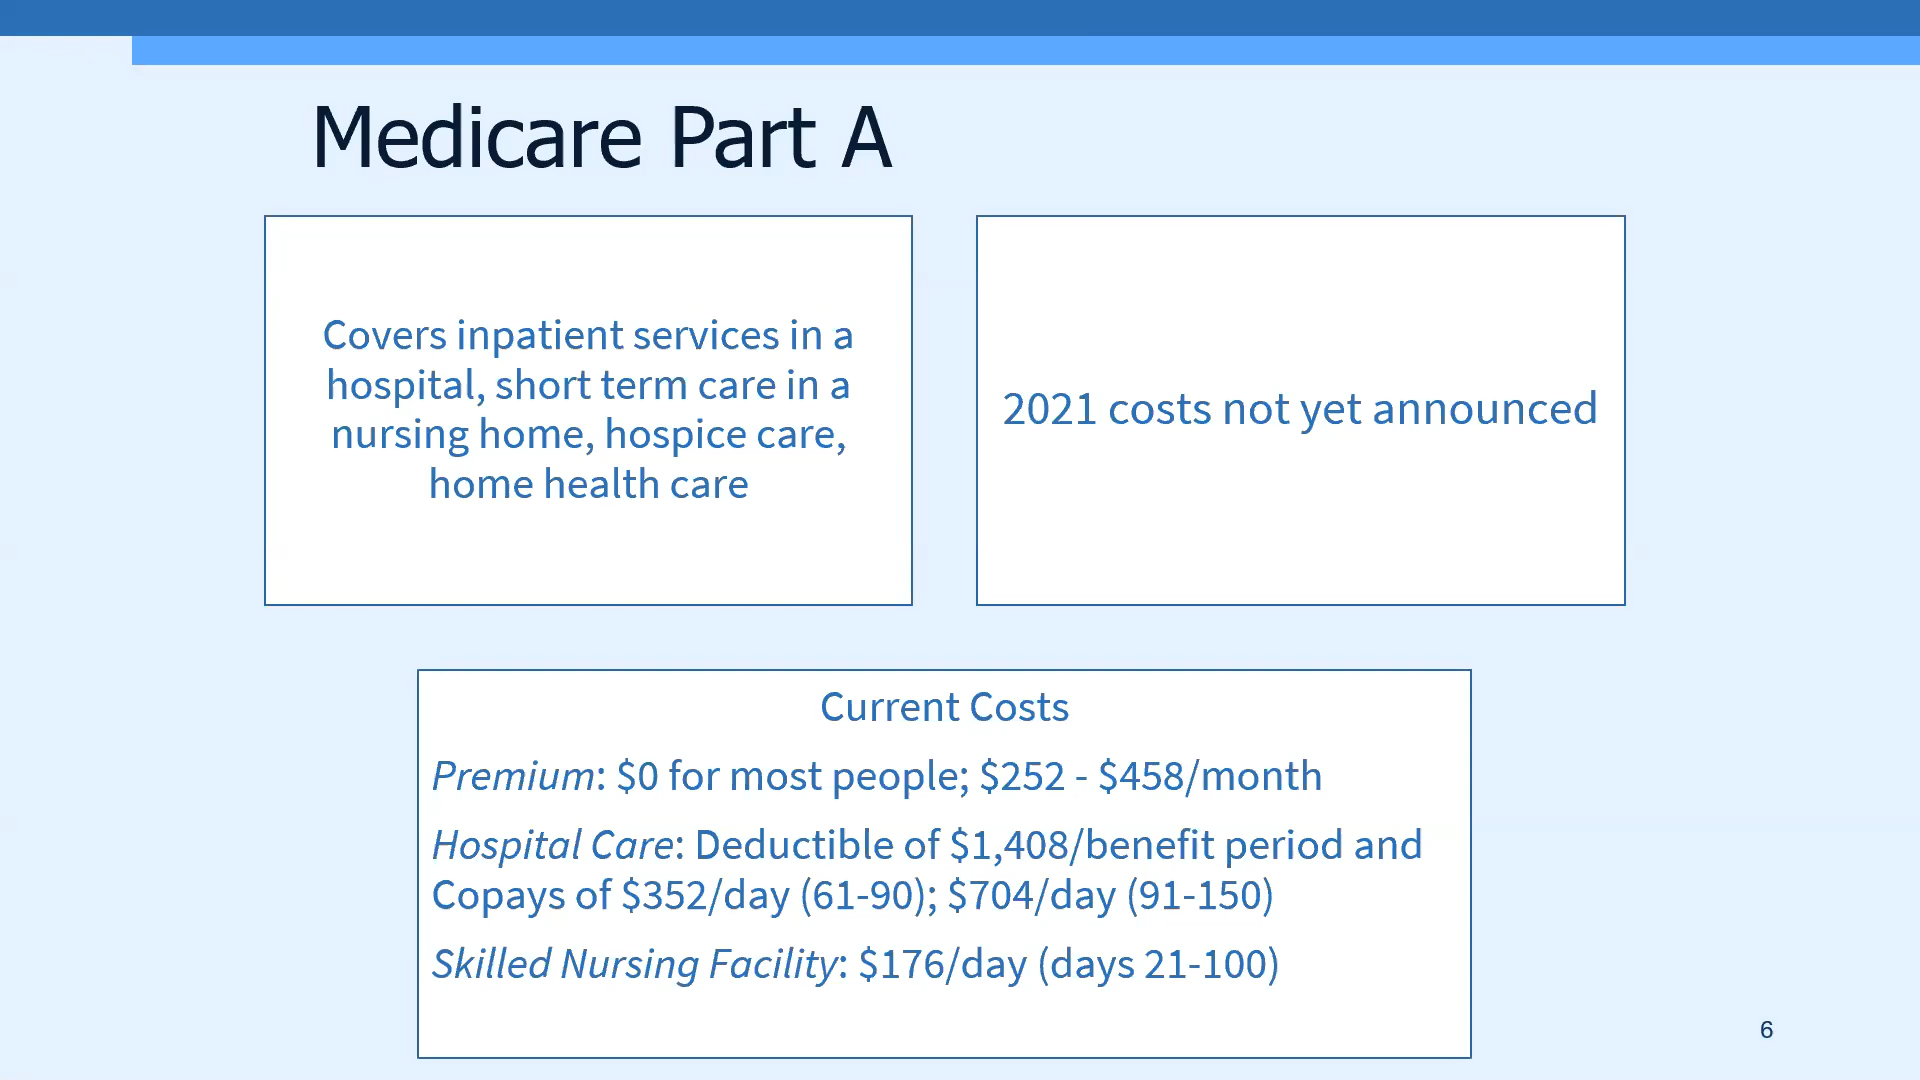 Medicare Part A
Covers inpatient services in a
hospital, short term care in a
nursing home, hospice care,
home health care
2021 costs not yet announced
Current Costs
Premium: $0 for most people; $252 - $458/month
Hospital Care: Deductible of $1,408/benefit period and
Copays of $352/day (61-90); $704/day (91-150)
Skilled Nursing Facility: $176/day (days 21-100)
6